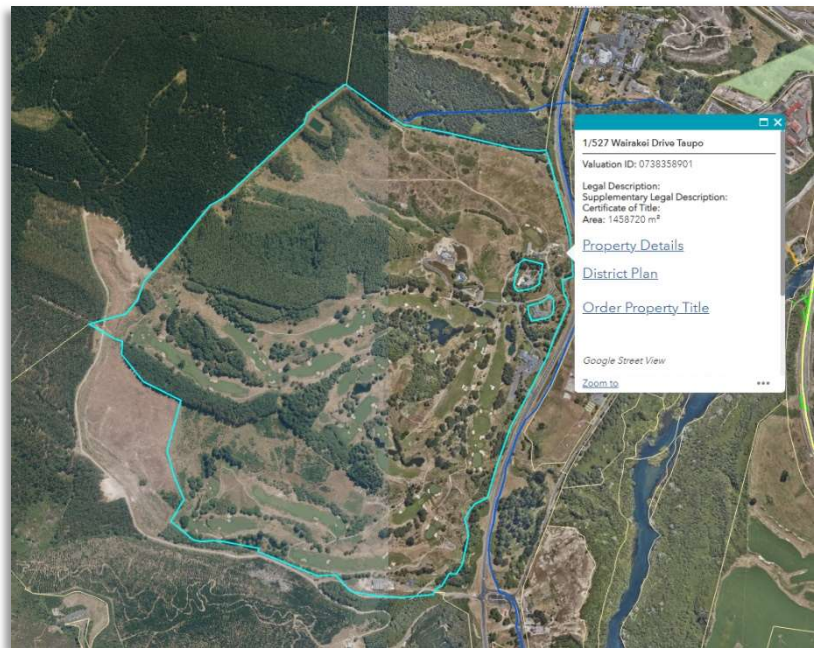 1/527 Wairakei Drive Taupo
Valuation ID: 0738358901
Legal Description:
Supplementary Legal Description:
Certificate of Title:
Area: 1458720 m²
Property Details
District Plan
Order Property Title
Google Street View
Zoom to